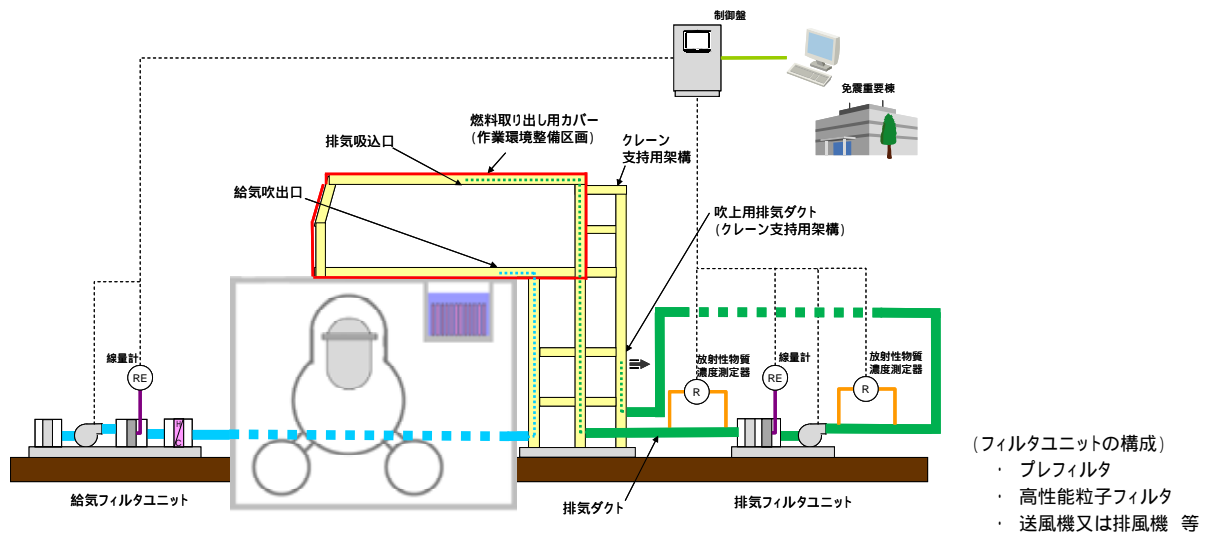 制御盤
免震重要棟
燃料取り出し用カバー
(作業環境整備区画)
排気吸込口
クレーン
支持用架構
給気吹出口
吹上用排気ダクト
(クレーン支持用架構)
線量計
RE
放射性物質
濃度測定器
R
線量計
RE
放射性物質
濃度測定器
R
給気フィルタユニット
排気ダクト
排気フィルタユニット
(フィルタユニットの構成)
・ プレフィルタ
・ 高性能粒子フィルタ
・ 送風機又は排風機 等